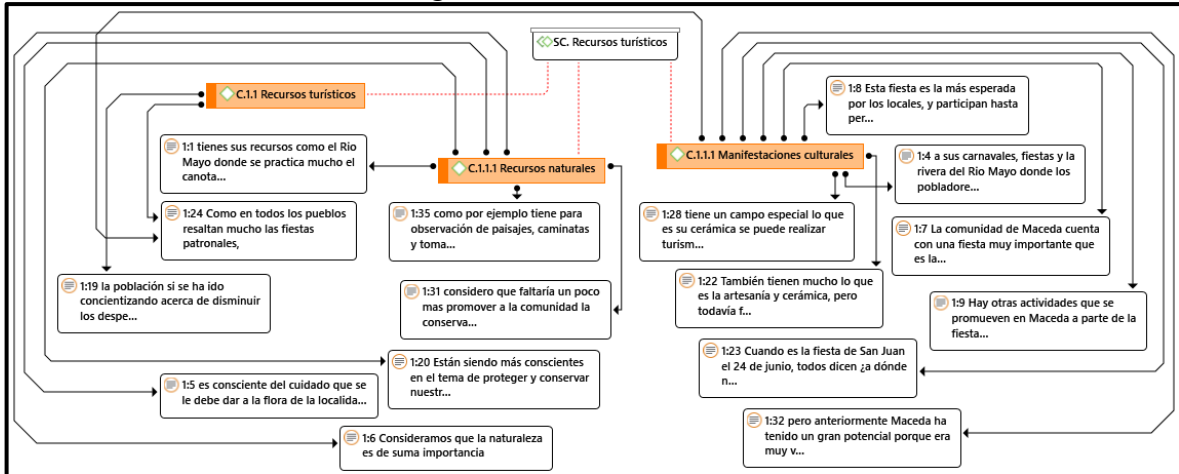 SC. Recursos turísticos
C.1.1 Recursos turísticos
1:8 Esta fiesta es la más esperada
por los locales, y participan hasta
per...
1:1 tienes sus recursos como el Rio
Mayo donde se practica mucho el
canota...
C.1.1.1 Recursos naturales
C.1.1.1 Manifestaciones culturales
1:4 a sus carnavales, fiestas y la
rivera del Rio Mayo donde los
pobladore...
1:24 Como en todos los pueblos
resaltan mucho las fiestas
patronales,
1:35 como por ejemplo tiene para
observación de paisajes, caminatas
y toma...
1:28 tiene un campo especial lo que
es su cerámica se puede realizar
turism...
1:7 La comunidad de Maceda cuenta
con una fiesta muy importante que
es la...
1:19 la población si se ha ido
concientizando acerca de disminuir
los despe...
1:31 considero que faltaría un poco
mas promover a la comunidad la
conserva...
1:22 También tienen mucho lo que
es la artesanía y cerámica, pero
todavía f...
1:9 Hay otras actividades que se
promueven en Maceda a parte de la
fiesta...
1:20 Están siendo más conscientes
en el tema de proteger y conservar
nuestr...
1:23 Cuando es la fiesta de San Juan
el 24 de junio, todos dicen ¿a dónde
n...
1:5 es consciente del cuidado que se
le debe dar a la flora de la localida...
1:6 Consideramos que la naturaleza
es de suma importancia
1:32 pero anteriormente Maceda ha
tenido un gran potencial porque era
muy v...